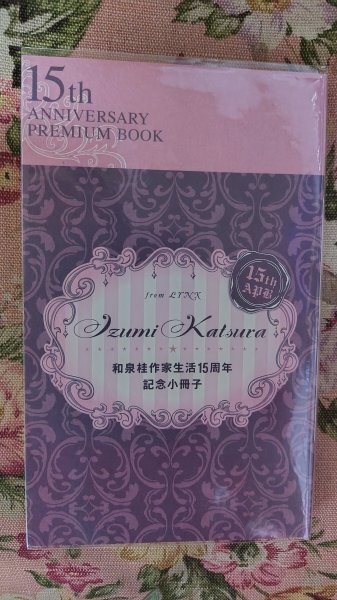 15th
ANNIVERSARY
PREMIUM BOOK
from LYNX
15th
APB
Izumi Katsura
和泉桂作家生活15周年
記念小冊子